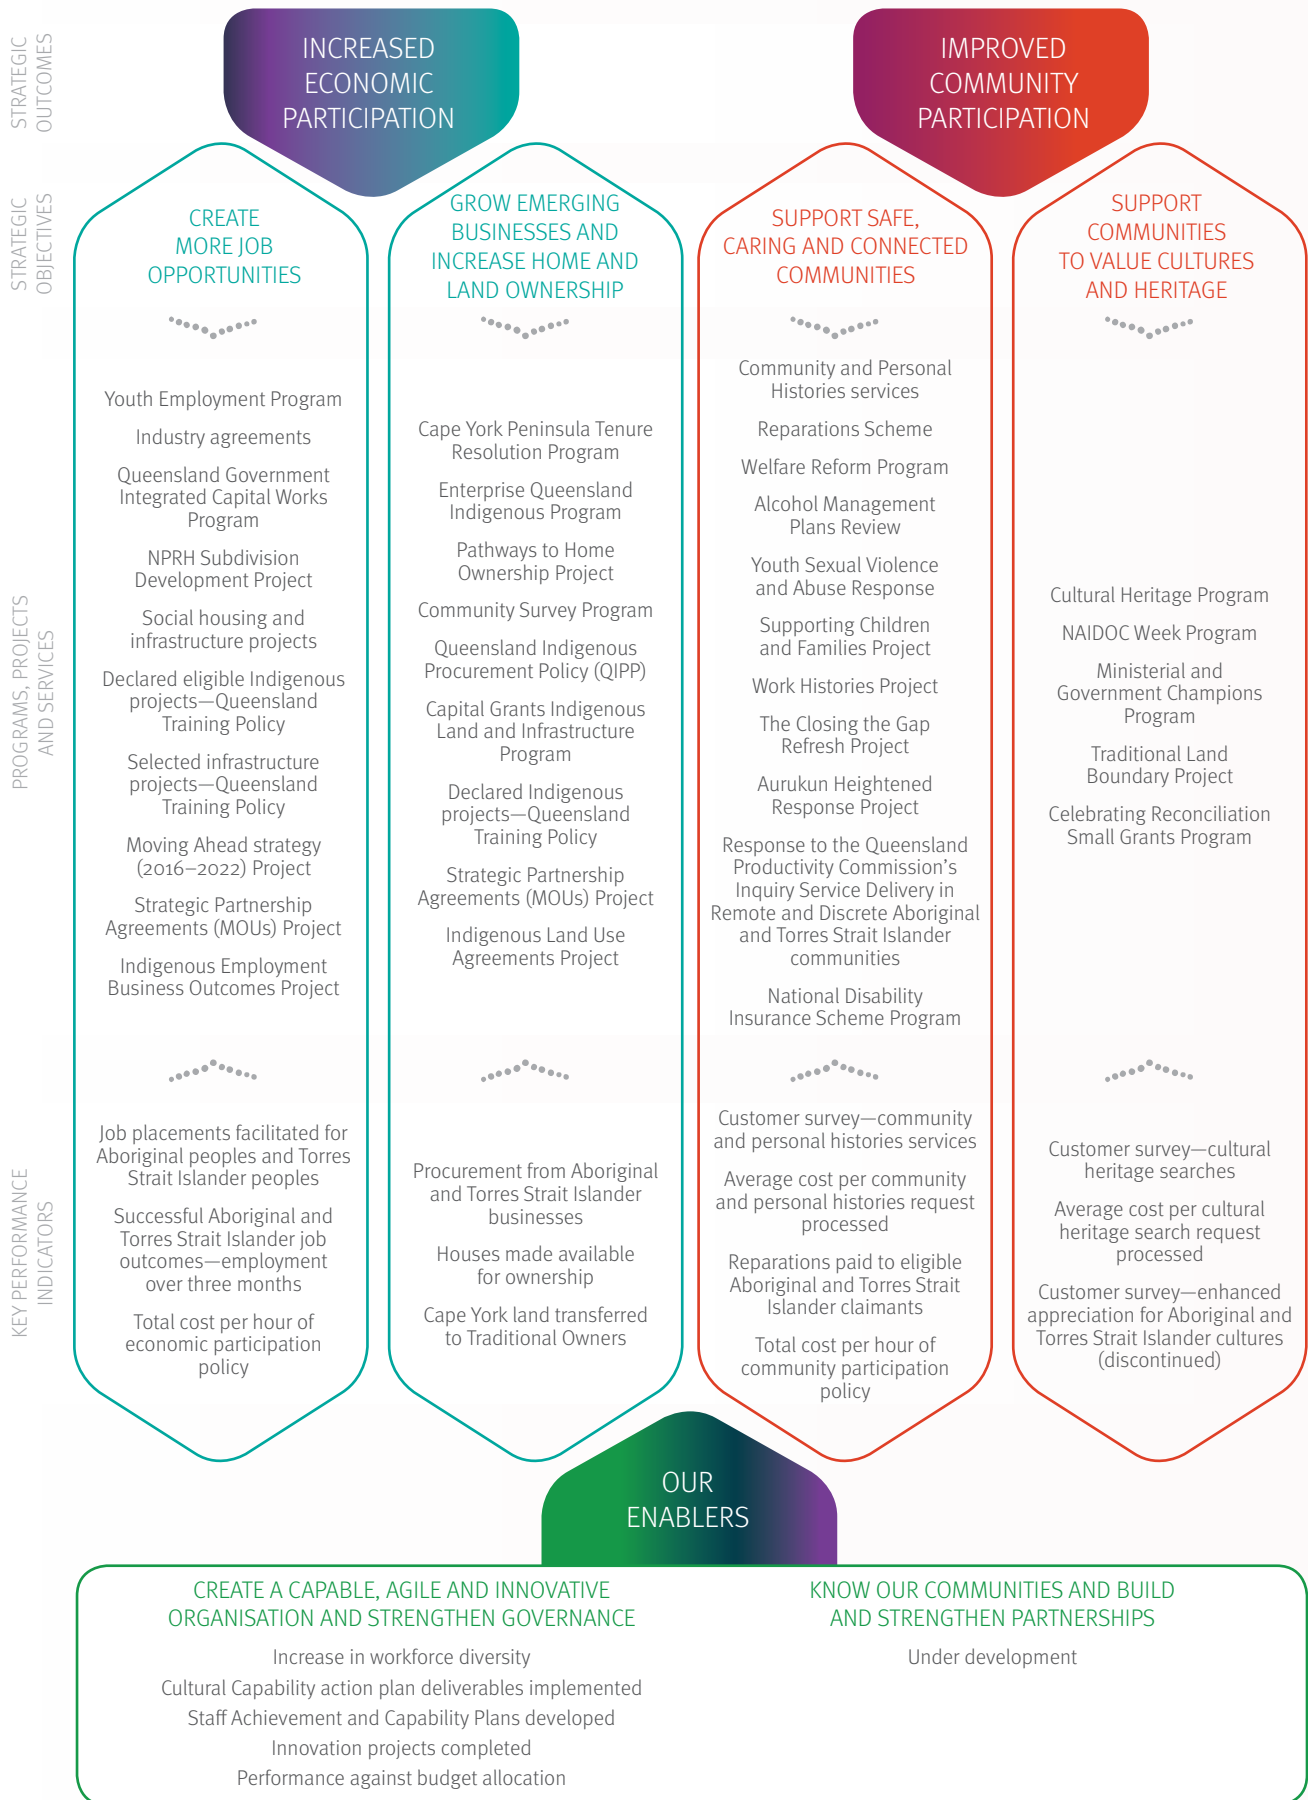 STRATEGIC
OUTCOMES
INCREASED
ECONOMIC
PARTICIPATION
IMPROVED
COMMUNITY
PARTICIPATION
STRATEGIC
OBJECTIVES
CREATE
MORE JOB
OPPORTUNITIES
GROW EMERGING
BUSINESSES AND
INCREASE HOME AND
LAND OWNERSHIP
SUPPORT SAFE,
CARING AND CONNECTED
COMMUNITIES
SUPPORT
COMMUNITIES
TO VALUE CULTURES
AND HERITAGE
PROGRAMS, PROJECTS
AND SERVICES
Youth Employment Program
Industry agreements
Queensland Government
Integrated Capital Works
Program
NPRH Subdivision
Development Project
Social housing and
infrastructure projects
Declared eligible Indigenous
projects—Queensland
Training Policy
Selected infrastructure
projects—Queensland
Training Policy
Moving Ahead strategy
(2016–2022) Project
Strategic Partnership
Agreements (MOUs) Project
Indigenous Employment
Business Outcomes Project
Cape York Peninsula Tenure
Resolution Program
Enterprise Queensland
Indigenous Program
Pathways to Home
Ownership Project
Community Survey Program
Queensland Indigenous
Procurement Policy (QIPP)
Capital Grants Indigenous
Land and Infrastructure
Program
Declared Indigenous
projects—Queensland
Training Policy
Strategic Partnership
Agreements (MOUs) Project
Indigenous Land Use
Agreements Project
Community and Personal
Histories services
Reparations Scheme
Welfare Reform Program
Alcohol Management
Plans Review
Youth Sexual Violence
and Abuse Response
Supporting Children
and Families Project
Work Histories Project
The Closing the Gap
Refresh Project
Aurukun Heightened
Response Project
Response to the Queensland
Productivity Commission’s
Inquiry Service Delivery in
Remote and Discrete Aboriginal
and Torres Strait Islander
communities
National Disability
Insurance Scheme Program
Cultural Heritage Program
NAIDOC Week Program
Ministerial and
Government Champions
Program
Traditional Land
Boundary Project
Celebrating Reconciliation
Small Grants Program
KEY PERFORMANCE
INDICATORS
Job placements facilitated for
Aboriginal peoples and Torres
Strait Islander peoples
Successful Aboriginal and
Torres Strait Islander job
outcomes—employment
over three months
Total cost per hour of
economic participation
policy
Procurement from Aboriginal
and Torres Strait Islander
businesses
Houses made available
for ownership
Cape York land transferred
to Traditional Owners
Customer survey—community
and personal histories services
Average cost per community
and personal histories request
processed
Reparations paid to eligible
Aboriginal and Torres Strait
Islander claimants
Total cost per hour of
community participation
policy
Customer survey—cultural
heritage searches
Average cost per cultural
heritage search request
processed
Customer survey—enhanced
appreciation for Aboriginal and
Torres Strait Islander cultures
(discontinued)
OUR
ENABLERS
CREATE A CAPABLE, AGILE AND INNOVATIVE
ORGANISATION AND STRENGTHEN GOVERNANCE
Increase in workforce diversity
Cultural Capability action plan deliverables implemented
Staff Achievement and Capability Plans developed
Innovation projects completed
Performance against budget allocation
KNOW OUR COMMUNITIES AND BUILD
AND STRENGTHEN PARTNERSHIPS
Under development